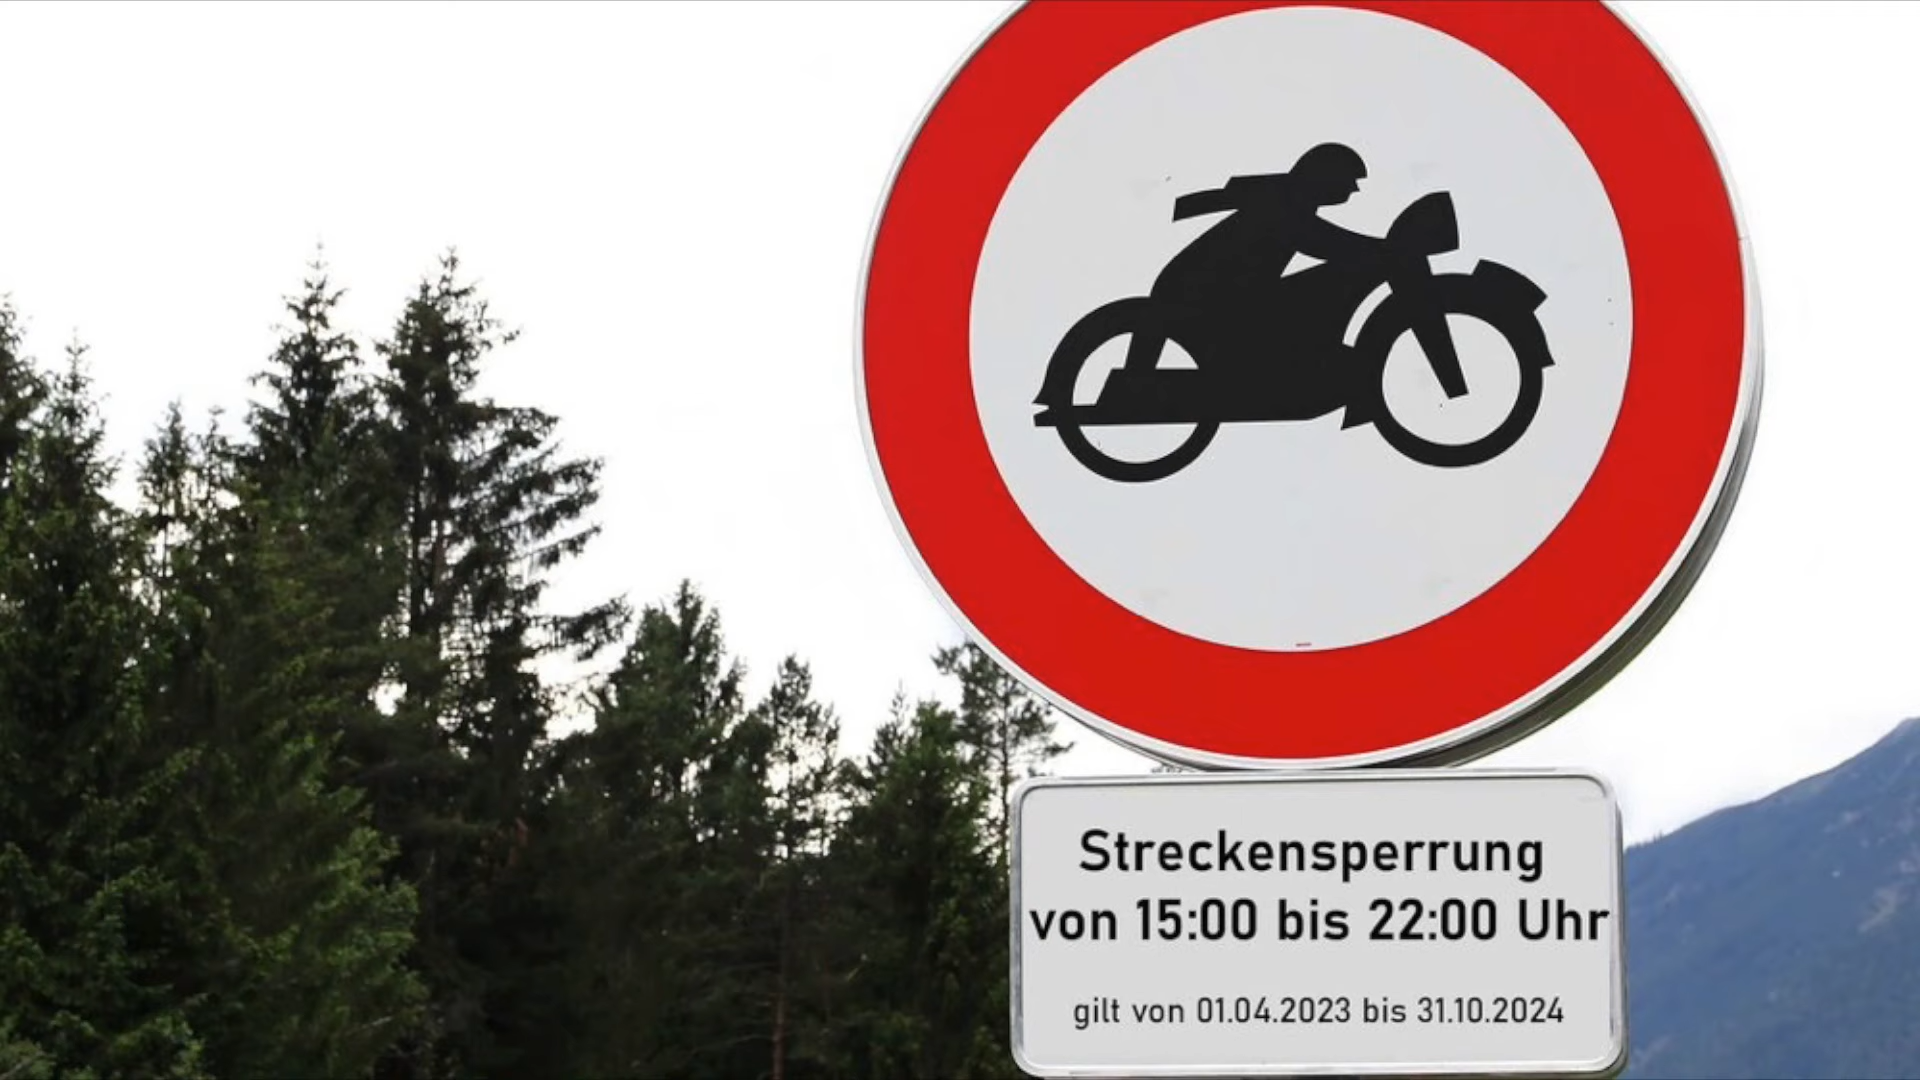 Streckensperrung
von 15:00 bis 22:00 Uhr
gilt von 01.04.2023 bis 31.10.2024